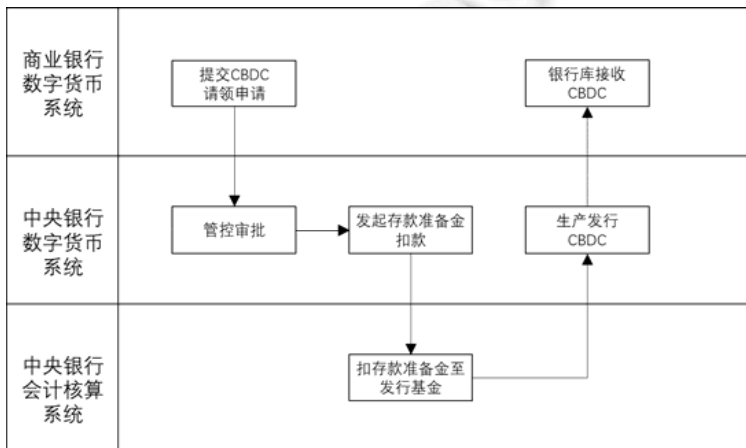 商业银行
数字货币
系统
提交CBDC
请领申请
银行库接收
CBDC
中央银行
数字货币
系统
管控审批
发起存款准备金
扣款
生产发行
CBDC
中央银行
会计核算
系统
扣存款准备金至
发行基金